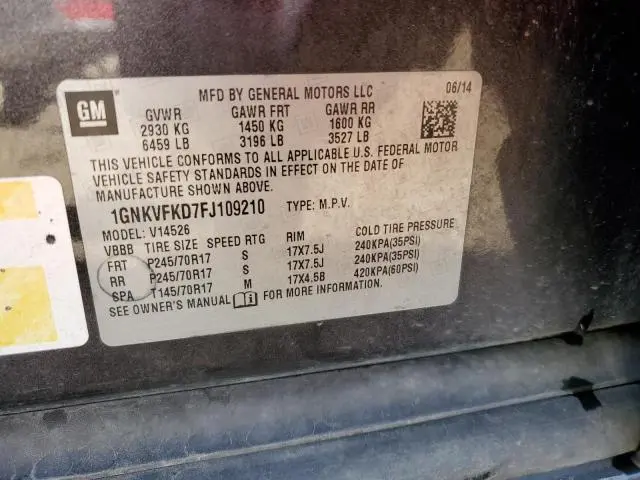 GM
MFD BY GENERAL MOTORS LLC 06/14
GVWR GAWR FRT GAWR RR
2930 KG 1450 KG 1600 KG
6459 LB 3196 LB 3527 LB
THIS VEHICLE CONFORMS TO ALL APPLICABLE U.S. FEDERAL MOTOR
VEHICLE SAFETY STANDARDS IN EFFECT ON THE DATE OF
MANUFACTURE SHOWN ABOVE.
1GNKVFKD7FJ109210 TYPE: M.P.V.
MODEL: V14526
VBBB TIRE SIZE SPEED RTG RIM COLD TIRE PRESSURE
FRT P245/70R17 S 17X7.5J 240KPA(35PSI)
RR P245/70R17 S 17X7.5J 240KPA(35PSI)
SPA T145/70R17 M 17X4.5B 420KPA(60PSI)
SEE OWNER'S MANUAL FOR MORE INFORMATION.